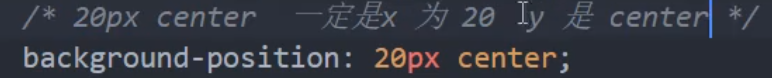 /* 20px center 一定是x 为 20 y 是 center */
background-position: 20px center;